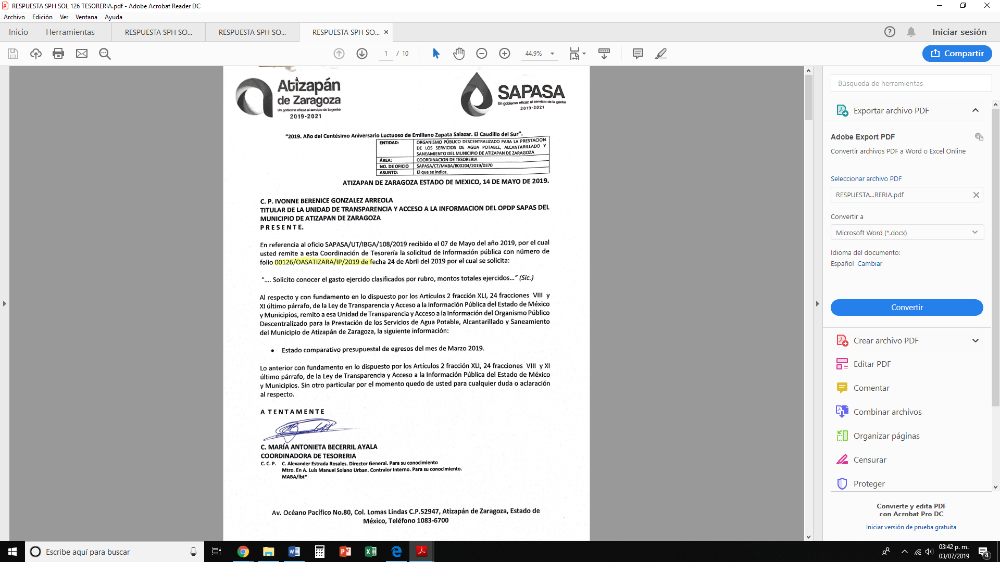 RESPUESTA SPH SOL 126 TESORERIA.pdf - Adobe Acrobat Reader DC
Archivo Edición Ver Ventana Ayuda
Inicio Herramientas RESPUESTA SPH SO... RESPUESTA SPH SO... RESPUESTA SPH SO... Iniciar sesión
1 / 10 44.9% Compartir
Atizapán
de Zaragoza
Un gobierno eficaz al servicio de la gente
2019-2021
SAPASA
Un gobierno eficaz al servicio de la gente
2019-2021
"2019. Año del Centésimo Aniversario Luctuoso de Emiliano Zapata Salazar. El Caudillo del Sur".
ENTIDAD: ORGANISMO PÚBLICO DESCENTRALIZADO PARA LA PRESTACION
DE LOS SERVICIOS DE AGUA POTABLE, ALCANTARILLADO Y
SANEAMIENTO DEL MUNICIPIO DE ATIZAPAN DE ZARAGOZA
ÁREA: COORDINACION DE TESORERIA
NO. DE OFICIO SAPASA/CT/MABA/B00204/2019/0370
ASUNTO: El que se indica.
ATIZAPAN DE ZARAGOZA ESTADO DE MEXICO, 14 DE MAYO DE 2019.
C. P. IVONNE BERENICE GONZALEZ ARREOLA
TITULAR DE LA UNIDAD DE TRANSPARENCIA Y ACCESO A LA INFORMACION DEL OPDP SAPAS DEL
MUNICIPIO DE ATIZAPAN DE ZARAGOZA
P R E S E N T E.
En referencia al oficio SAPASA/UT/IBGA/108/2019 recibido el 07 de Mayo del año 2019, por el cual
usted remite a esta Coordinación de Tesorería la solicitud de información pública con número de
folio 00126/OASATIZARA/IP/2019 de fecha 24 de Abril del 2019 por el cual se solicita:
"…. Solicito conocer el gasto ejercido clasificados por rubro, montos totales ejercidos…" (Sic.)
Al respecto y con fundamento en lo dispuesto por los Artículos 2 fracción XLI, 24 fracciones VIII y
XI último párrafo, de la Ley de Transparencia y Acceso a la Información Pública del Estado de México
y Municipios, remito a esa Unidad de Transparencia y Acceso a la Información del Organismo Público
Descentralizado para la Prestación de los Servicios de Agua Potable, Alcantarillado y Saneamiento
del Municipio de Atizapán de Zaragoza, la siguiente información:
• Estado comparativo presupuestal de egresos del mes de Marzo 2019.
Lo anterior con fundamento en lo dispuesto por los Artículos 2 fracción XLI, 24 fracciones VIII y XI
último párrafo, de la Ley de Transparencia y Acceso a la Información Pública del Estado de México
y Municipios. Sin otro particular por el momento quedo de usted para cualquier duda o aclaración
al respecto.
A T E N T A M E N T E
C. MARÍA ANTONIETA BECERRIL AYALA
COORDINADORA DE TESORERIA
C. C. P. C. Alexander Estrada Rosales. Director General. Para su conocimiento
Mtro. En A. Luis Manuel Solano Urban. Contralor Interno. Para su conocimiento.
MABA/lbt*
Av. Océano Pacífico No.80, Col. Lomas Lindas C.P.52947, Atizapán de Zaragoza, Estado de
México, Teléfono 1083-6700
Búsqueda de herramientas
Exportar archivo PDF
Adobe Export PDF
Convertir archivos PDF a Word o Excel Online
Seleccionar archivo PDF
RESPUESTA...RERIA.pdf
Convertir a
Microsoft Word (*.docx)
Idioma del documento:
Español Cambiar
Convertir
Crear archivo PDF
Editar PDF
Comentar
Combinar archivos
Organizar páginas
Censurar
Proteger
Convierte y edita PDF
con Acrobat Pro DC
Iniciar versión de prueba gratuita
Escribe aquí para buscar
03:42 p. m.
03/07/2019
4